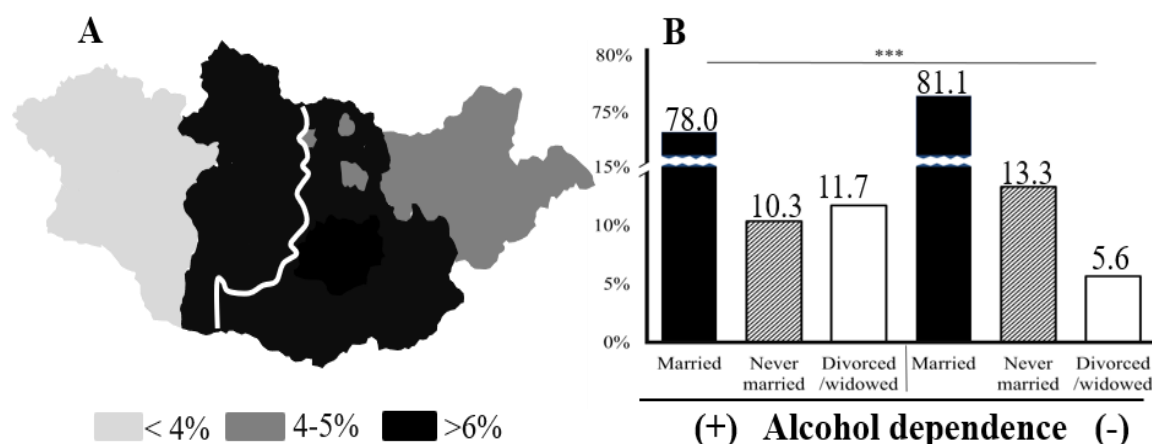 A
B
80%
75%
15%
10%
5%
0%
***
78.0
10.3
11.7
81.1
13.3
5.6
Married
Never
married
Divorced
/widowed
Married
Never
married
Divorced
/widowed
(+) Alcohol dependence (-)
< 4% 4-5% >6%